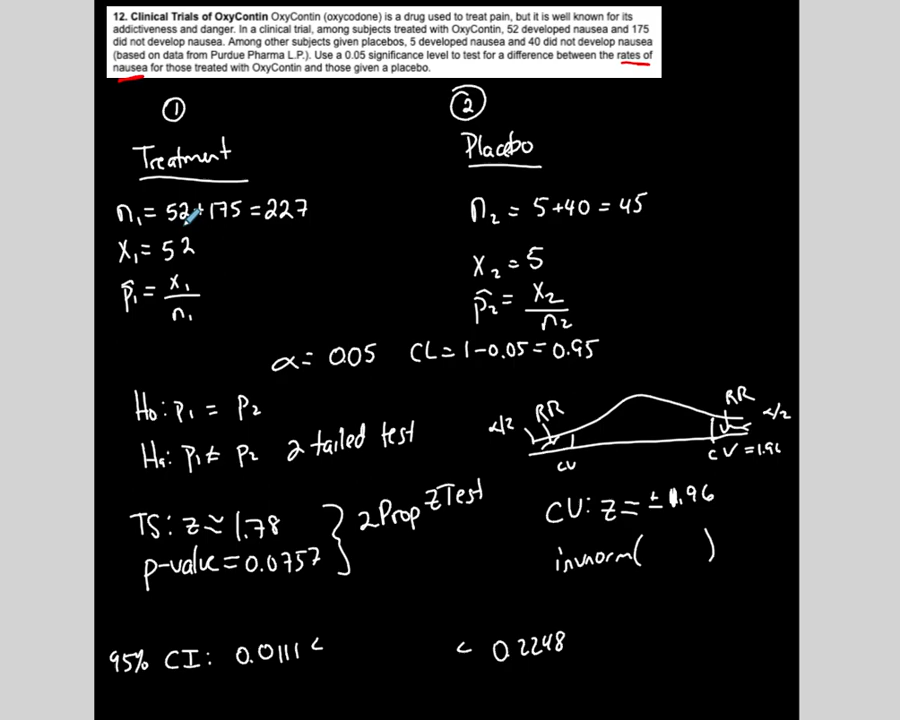 12. Clinical Trials of OxyContin OxyContin (oxycodone) is a drug used to treat pain, but it is well known for its
addictiveness and danger. In a clinical trial, among subjects treated with OxyContin, 52 developed nausea and 175
did not develop nausea. Among other subjects given placebos, 5 developed nausea and 40 did not develop nausea
(based on data from Purdue Pharma L.P.). Use a 0.05 significance level to test for a difference between the rates of
nausea for those treated with OxyContin and those given a placebo.
① ②
Treatment Placebo
n₁ = 52+175 = 227 n₂ = 5+40 = 45
x₁ = 52 x₂ = 5
p̂₁ = x₁/n₁ p̂₂ = x₂/n₂
α = 0.05 CL = 1-0.05 = 0.95
H₀: p₁ = p₂
Hₐ: p₁ ≠ p₂ 2 tailed test
α/2 RR RR α/2
CV CV = 1.96
TS: z ≈ 1.78
p-value = 0.0757 } 2PropZTest
CV: z = ±1.96
invnorm( )
95% CI: 0.0111 < < 0.2248